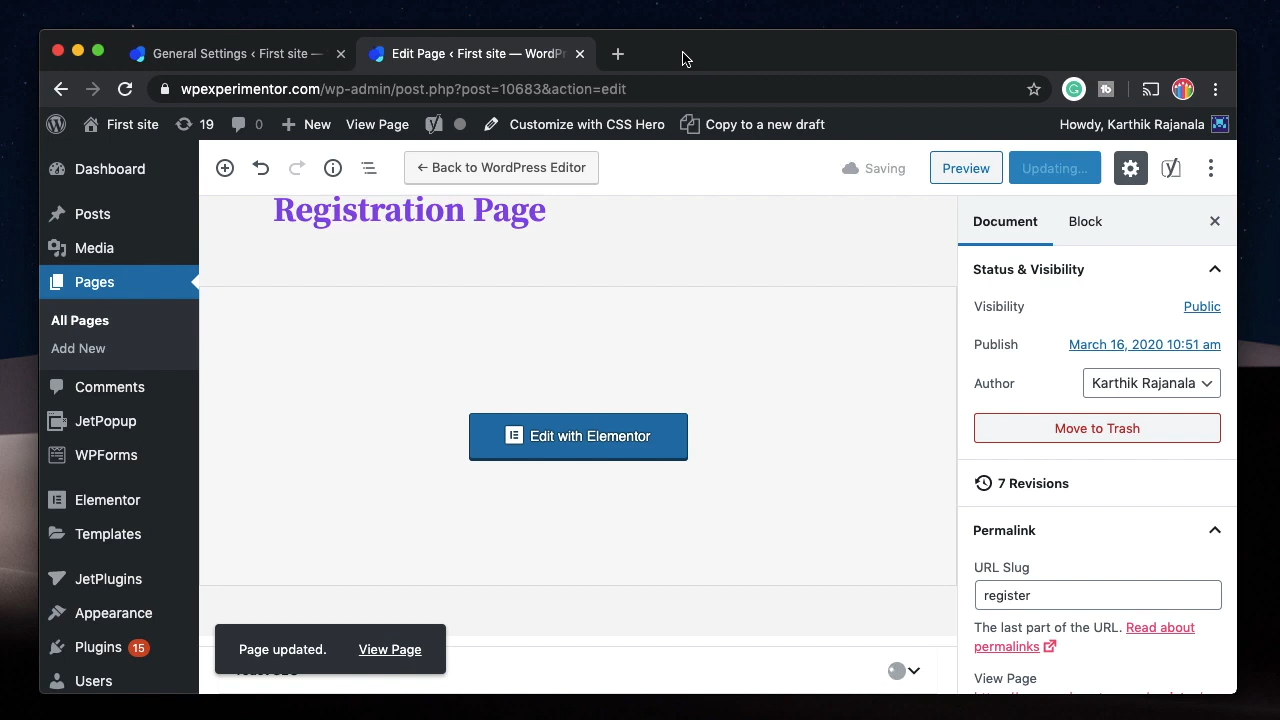 General Settings ‹ First site —
Edit Page ‹ First site — WordPr
wpexperimentor.com/wp-admin/post.php?post=10683&action=edit
First site
19
0
New
View Page
Customize with CSS Hero
Copy to a new draft
Howdy, Karthik Rajanala
Dashboard
Posts
Media
Pages
All Pages
Add New
Comments
JetPopup
WPForms
Elementor
Templates
JetPlugins
Appearance
Plugins 15
Users
← Back to WordPress Editor
Saving
Preview
Updating...
Registration Page
Edit with Elementor
Page updated.
View Page
Document
Block
Status & Visibility
Visibility
Public
Publish
March 16, 2020 10:51 am
Author
Karthik Rajanala
Move to Trash
7 Revisions
Permalink
URL Slug
register
The last part of the URL. Read about
permalinks
View Page